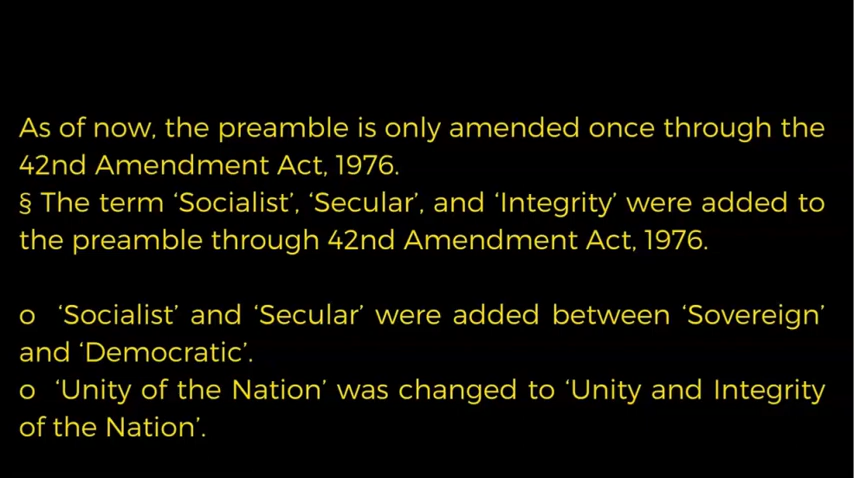 As of now, the preamble is only amended once through the
42nd Amendment Act, 1976.
§ The term ‘Socialist’, ‘Secular’, and ‘Integrity’ were added to
the preamble through 42nd Amendment Act, 1976.
o ‘Socialist’ and ‘Secular’ were added between ‘Sovereign’
and ‘Democratic’.
o ‘Unity of the Nation’ was changed to ‘Unity and Integrity
of the Nation’.